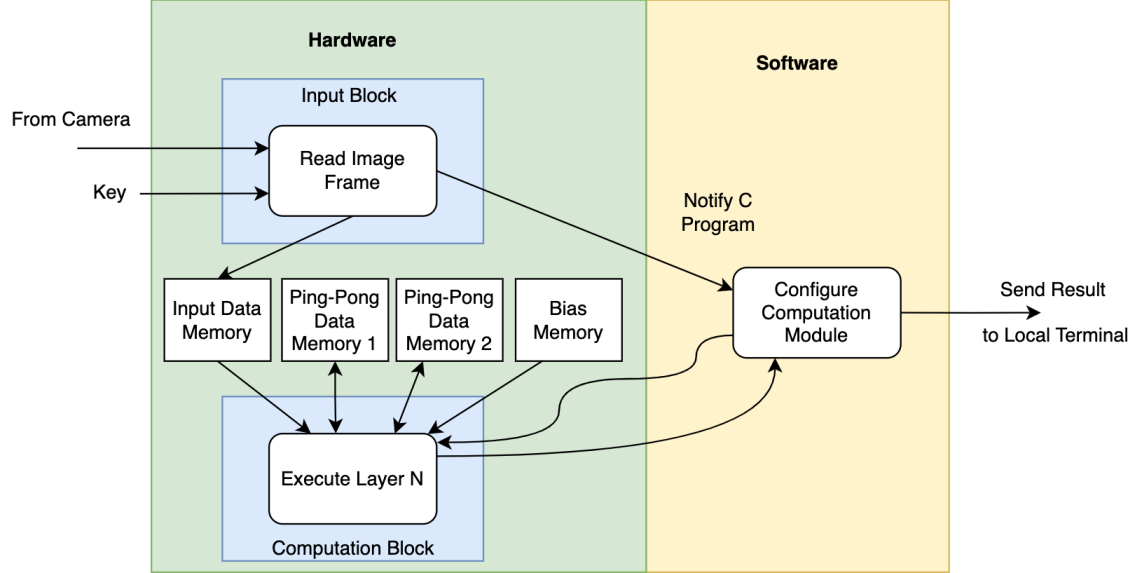 Hardware
Software
Input Block
From Camera
Read Image
Frame
Key
Notify C
Program
Input Data
Memory
Ping-Pong
Data
Memory 1
Ping-Pong
Data
Memory 2
Bias
Memory
Configure
Computation
Module
Send Result
to Local Terminal
Execute Layer N
Computation Block